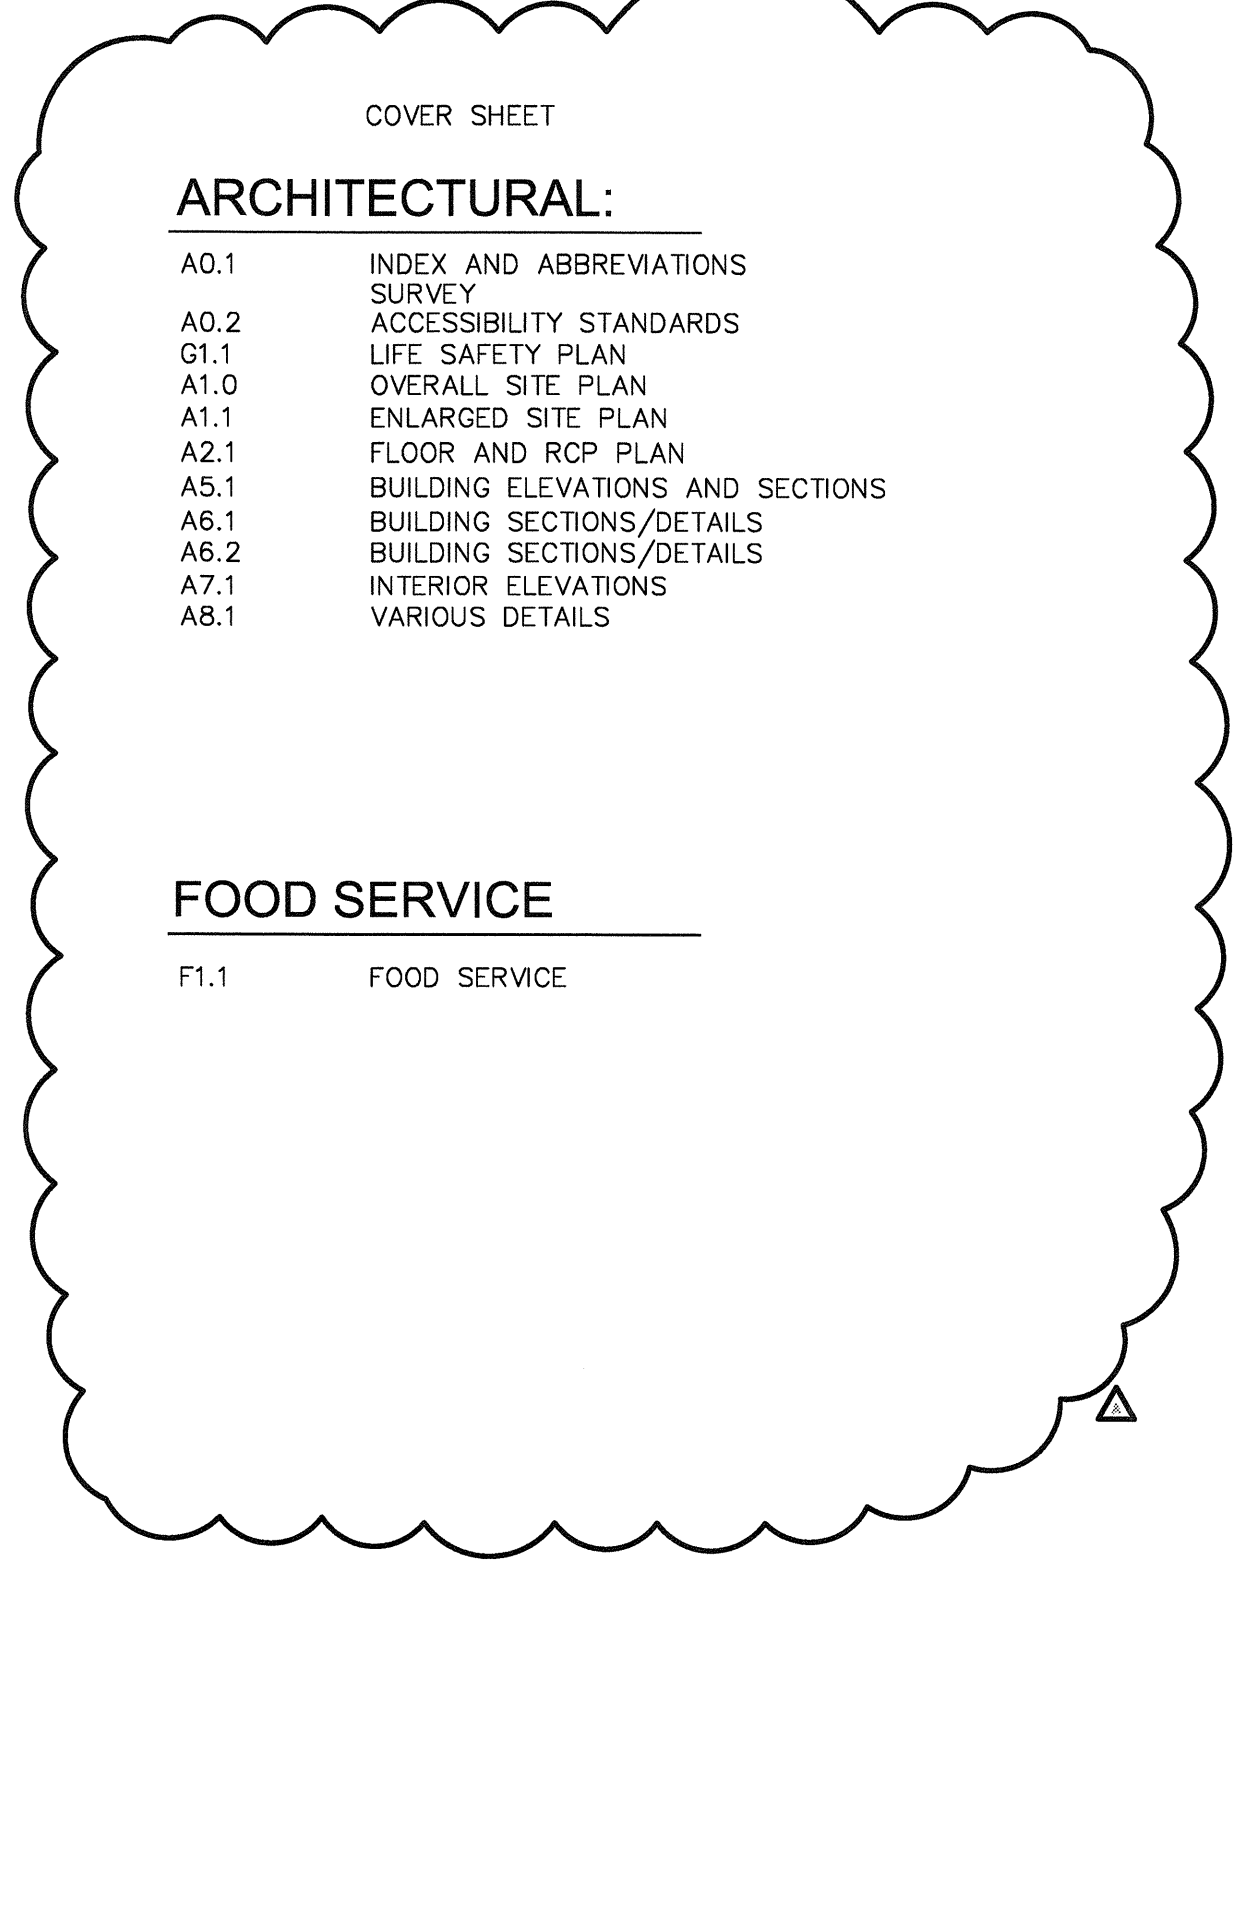 COVER SHEET
ARCHITECTURAL:
A0.1 INDEX AND ABBREVIATIONS
SURVEY
A0.2 ACCESSIBILITY STANDARDS
G1.1 LIFE SAFETY PLAN
A1.0 OVERALL SITE PLAN
A1.1 ENLARGED SITE PLAN
A2.1 FLOOR AND RCP PLAN
A5.1 BUILDING ELEVATIONS AND SECTIONS
A6.1 BUILDING SECTIONS/DETAILS
A6.2 BUILDING SECTIONS/DETAILS
A7.1 INTERIOR ELEVATIONS
A8.1 VARIOUS DETAILS
FOOD SERVICE
F1.1 FOOD SERVICE